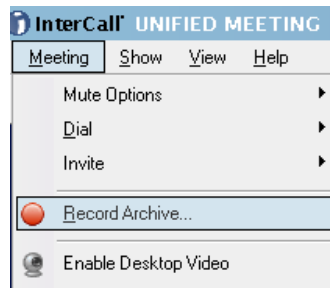 InterCall UNIFIED MEETING
Meeting Show View Help
Mute Options
Dial
Invite
Record Archive...
Enable Desktop Video